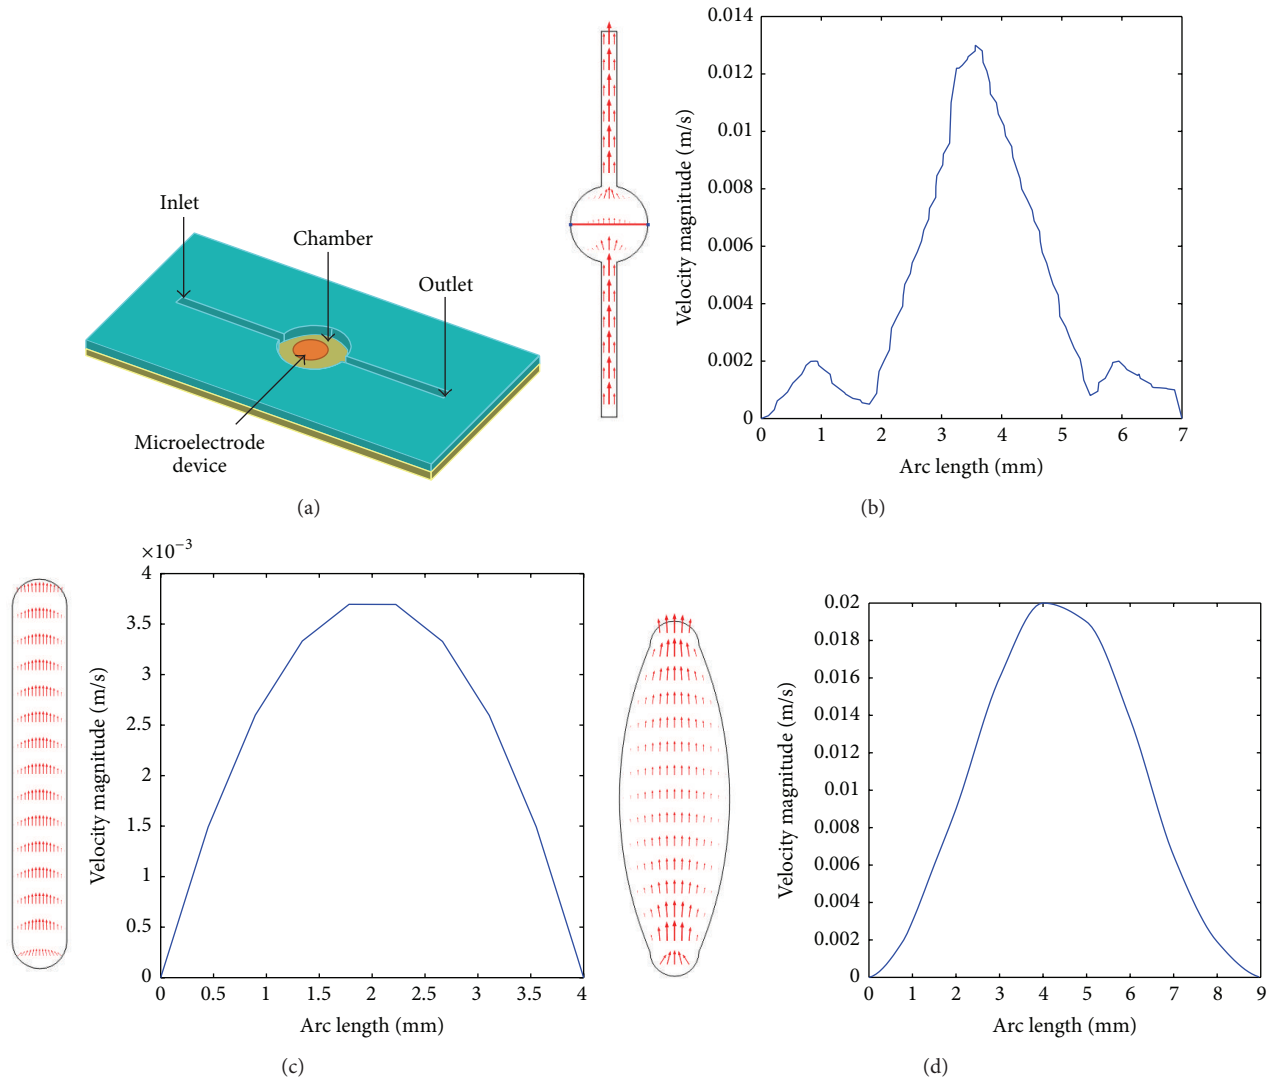 Inlet
Chamber
Outlet
Microelectrode
device
(a)
0.014
0.012
0.01
0.008
0.006
0.004
0.002
0
Velocity magnitude (m/s)
0 1 2 3 4 5 6 7
Arc length (mm)
(b)
×10−3
4
3.5
3
2.5
2
1.5
1
0.5
0
Velocity magnitude (m/s)
0 0.5 1 1.5 2 2.5 3 3.5 4
Arc length (mm)
(c)
0.02
0.018
0.016
0.014
0.012
0.01
0.008
0.006
0.004
0.002
0
Velocity magnitude (m/s)
0 1 2 3 4 5 6 7 8 9
Arc length (mm)
(d)